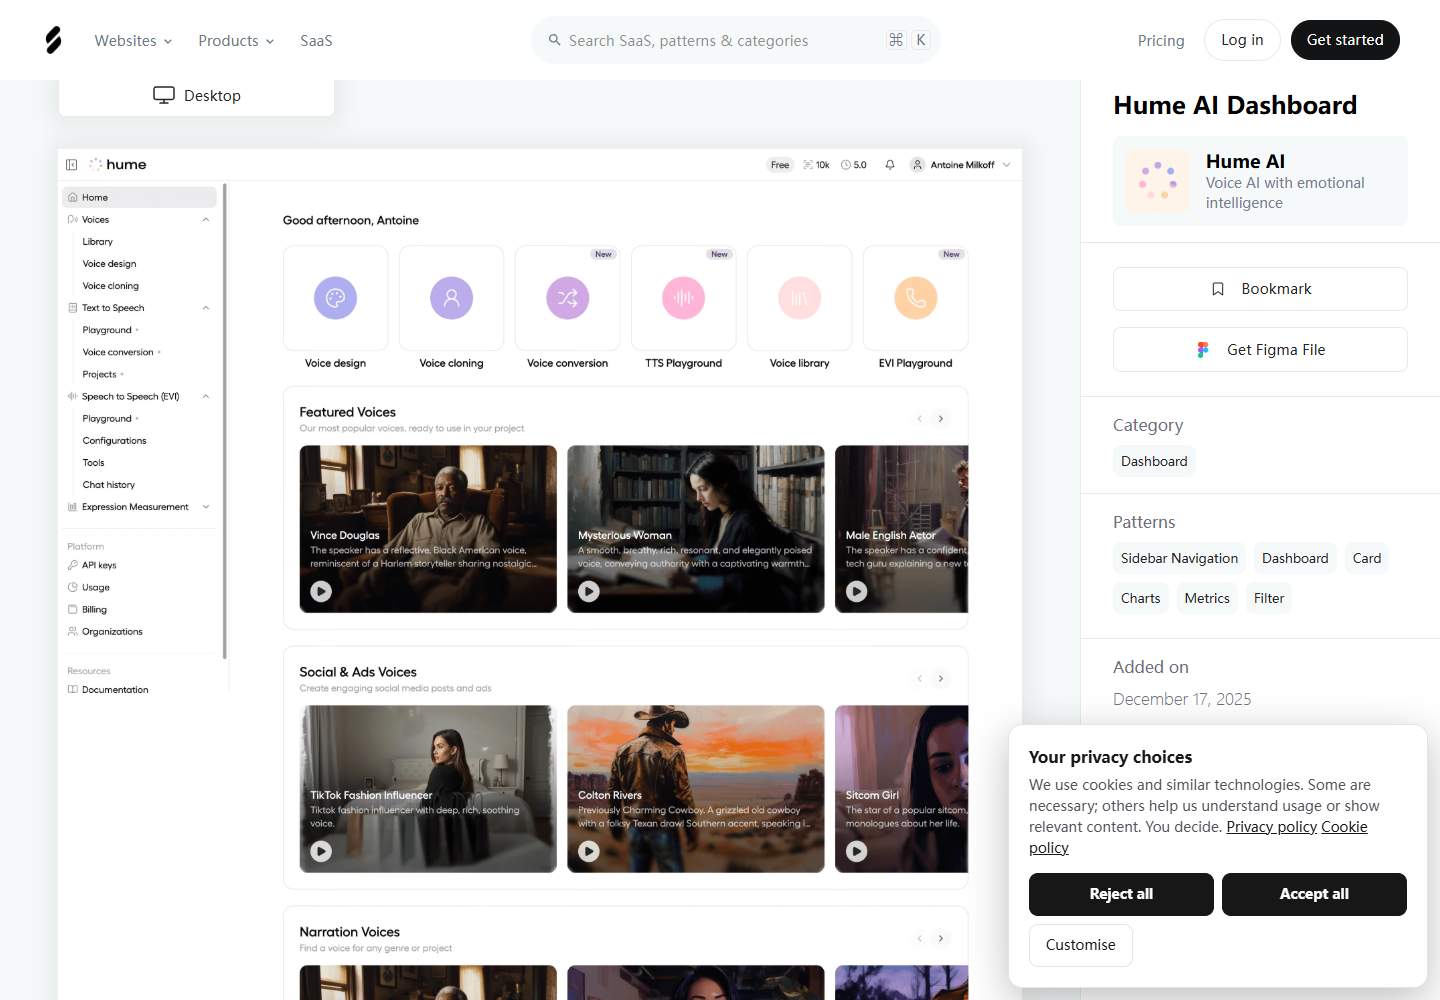 Websites
Products
SaaS
Search SaaS, patterns & categories
⌘ K
Pricing
Log in
Get started
Desktop
hume
Free
10k
5.0
Antoine Milkoff
Home
Voices
Library
Voice design
Voice cloning
Text to Speech
Playground
Voice conversion
Projects
Speech to Speech (EVI)
Playground
Configurations
Tools
Chat history
Expression Measurement
Platform
API keys
Usage
Billing
Organizations
Resources
Documentation
Good afternoon, Antoine
New
New
New
Voice design
Voice cloning
Voice conversion
TTS Playground
Voice library
EVI Playground
Featured Voices
Our most popular voices, ready to use in your project
Vince Douglas
The speaker has a reflective, Black American voice,
reminiscent of a Harlem storyteller sharing nostalgic...
Mysterious Woman
A smooth, breathy, rich, resonant, and elegantly poised
voice, conveying authority with a captivating warmth...
Male English Actor
The speaker has a confident,
tech guru explaining a new t
Social & Ads Voices
Create engaging social media posts and ads
TikTok Fashion Influencer
Tiktok fashion influencer with deep, rich, soothing
voice.
Colton Rivers
Previously Charming Cowboy. A grizzled old cowboy
with a folksy Texan drawl Southern accent, speaking i...
Sitcom Girl
The star of a popular sitcom,
monologues about her life.
Narration Voices
Find a voice for any genre or project
Hume AI Dashboard
Hume AI
Voice AI with emotional
intelligence
Bookmark
Get Figma File
Category
Dashboard
Patterns
Sidebar Navigation
Dashboard
Card
Charts
Metrics
Filter
Added on
December 17, 2025
Your privacy choices
We use cookies and similar technologies. Some are
necessary; others help us understand usage or show
relevant content. You decide. Privacy policy Cookie
policy
Reject all
Accept all
Customise